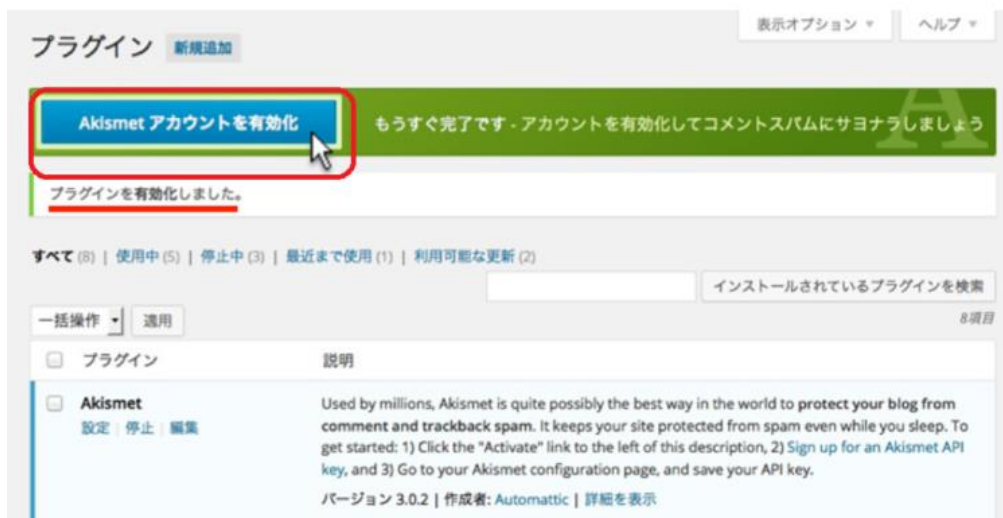 表示オプション ▼ ヘルプ ▼
プラグイン 新規追加
Akismet アカウントを有効化 もうすぐ完了です - アカウントを有効化してコメントスパムにサヨナラしましょう
A
プラグインを有効化しました。
すべて (8) | 使用中 (5) | 停止中 (3) | 最近まで使用 (1) | 利用可能な更新 (2)
インストールされているプラグインを検索
一括操作 適用 8項目
プラグイン 説明
Akismet Used by millions, Akismet is quite possibly the best way in the world to protect your blog from
設定 | 停止 | 編集 comment and trackback spam. It keeps your site protected from spam even while you sleep. To
get started: 1) Click the "Activate" link to the left of this description, 2) Sign up for an Akismet API
key, and 3) Go to your Akismet configuration page, and save your API key.
バージョン 3.0.2 | 作成者: Automattic | 詳細を表示